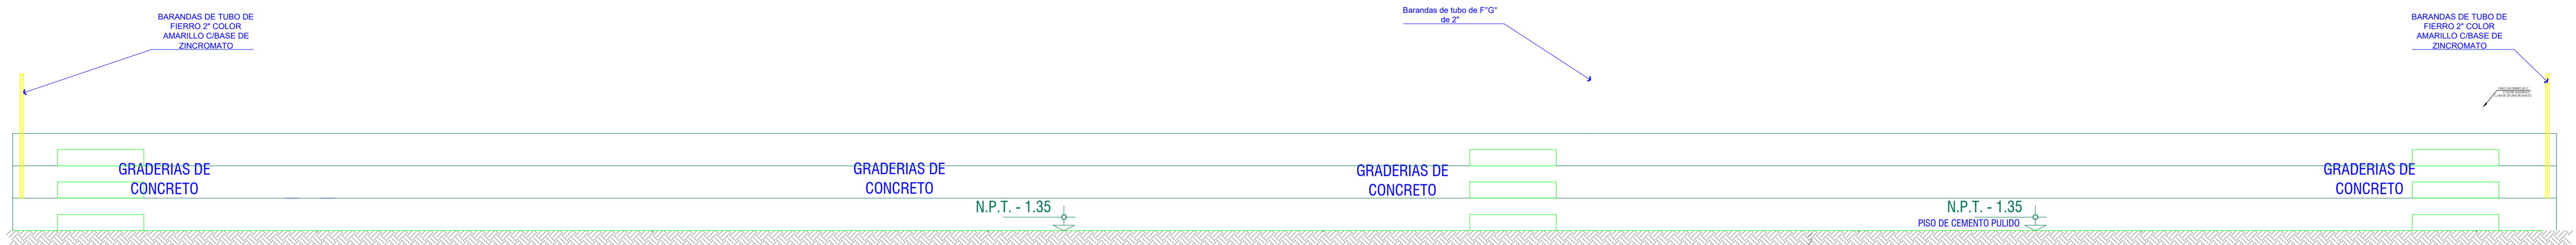 BARANDAS DE TUBO DE
FIERRO 2" COLOR
AMARILLO C/BASE DE
ZINCROMATO
Barandas de tubo de F°G°
de 2"
BARANDAS DE TUBO DE
FIERRO 2" COLOR
AMARILLO C/BASE DE
ZINCROMATO
GRADERIAS DE
CONCRETO
GRADERIAS DE
CONCRETO
GRADERIAS DE
CONCRETO
GRADERIAS DE
CONCRETO
N.P.T. - 1.35
N.P.T. - 1.35
PISO DE CEMENTO PULIDO